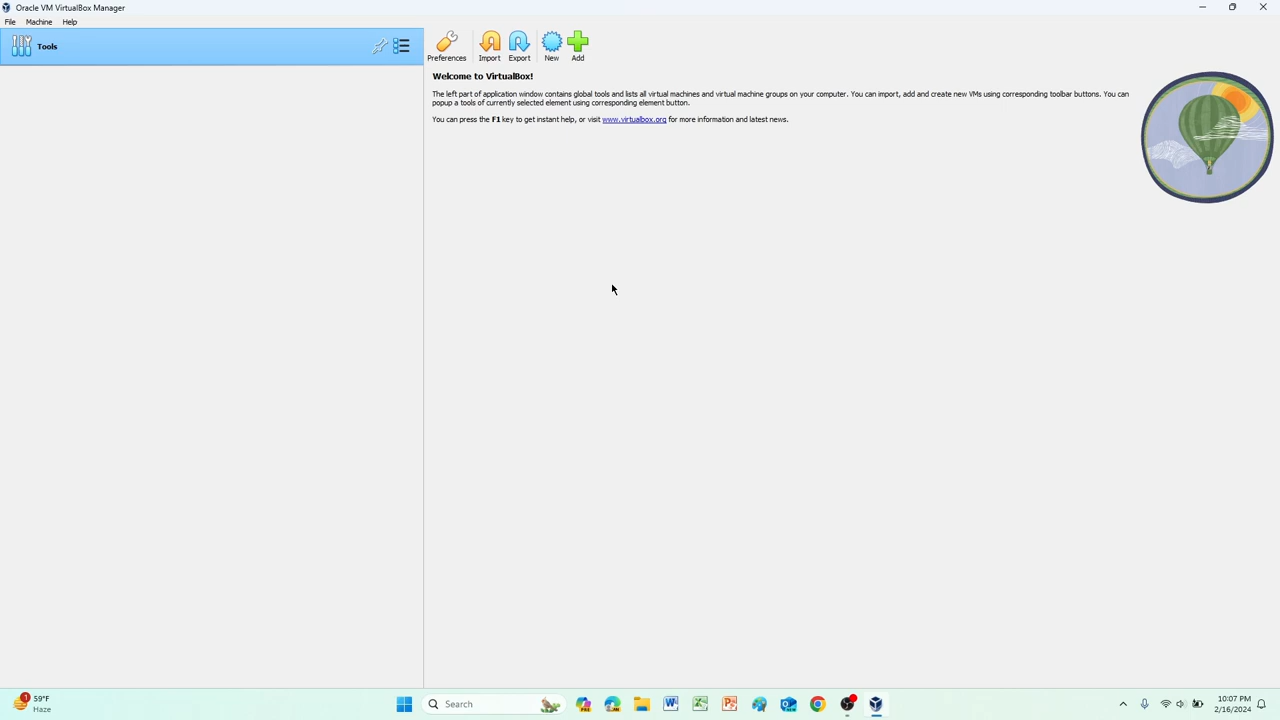 Oracle VM VirtualBox Manager
File Machine Help
Tools
Preferences Import Export New Add
Welcome to VirtualBox!
The left part of application window contains global tools and lists all virtual machines and virtual machine groups on your computer. You can import, add and create new VMs using corresponding toolbar buttons. You can
popup a tools of currently selected element using corresponding element button.
You can press the F1 key to get instant help, or visit www.virtualbox.org for more information and latest news.
1
59°F
Haze
Search
PRE
10:07 PM
2/16/2024